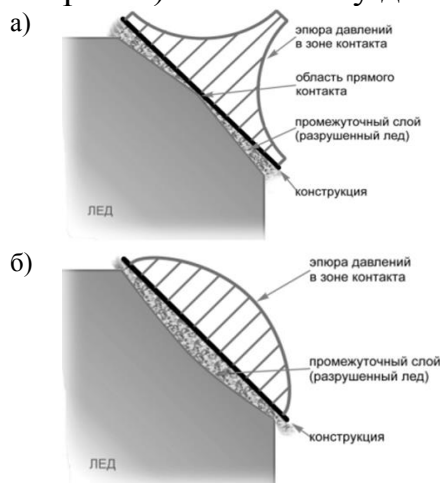 а)
эпюра давлений
в зоне контакта
область прямого
контакта
промежуточный слой
(разрушенный лед)
конструкция
ЛЕД
б)
эпюра давлений
в зоне контакта
промежуточный слой
(разрушенный лед)
конструкция
ЛЕД